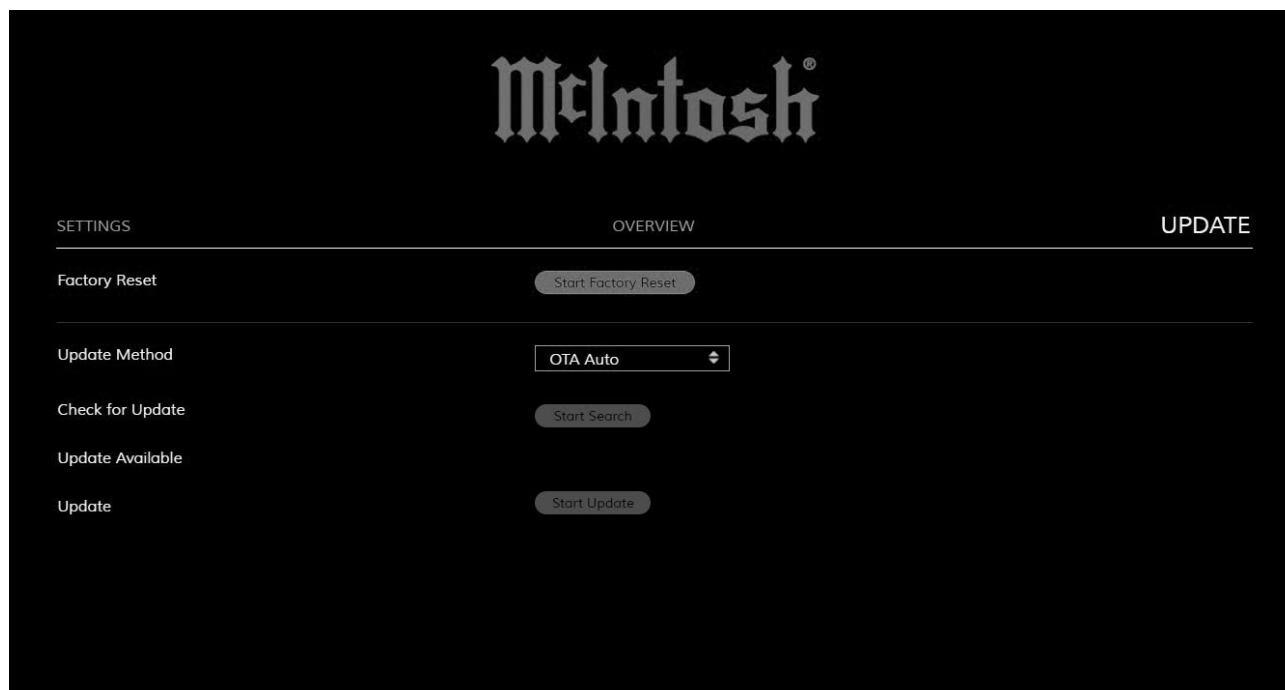 McIntosh®
SETTINGS OVERVIEW UPDATE
Factory Reset Start Factory Reset
Update Method OTA Auto
Check for Update Start Search
Update Available
Update Start Update